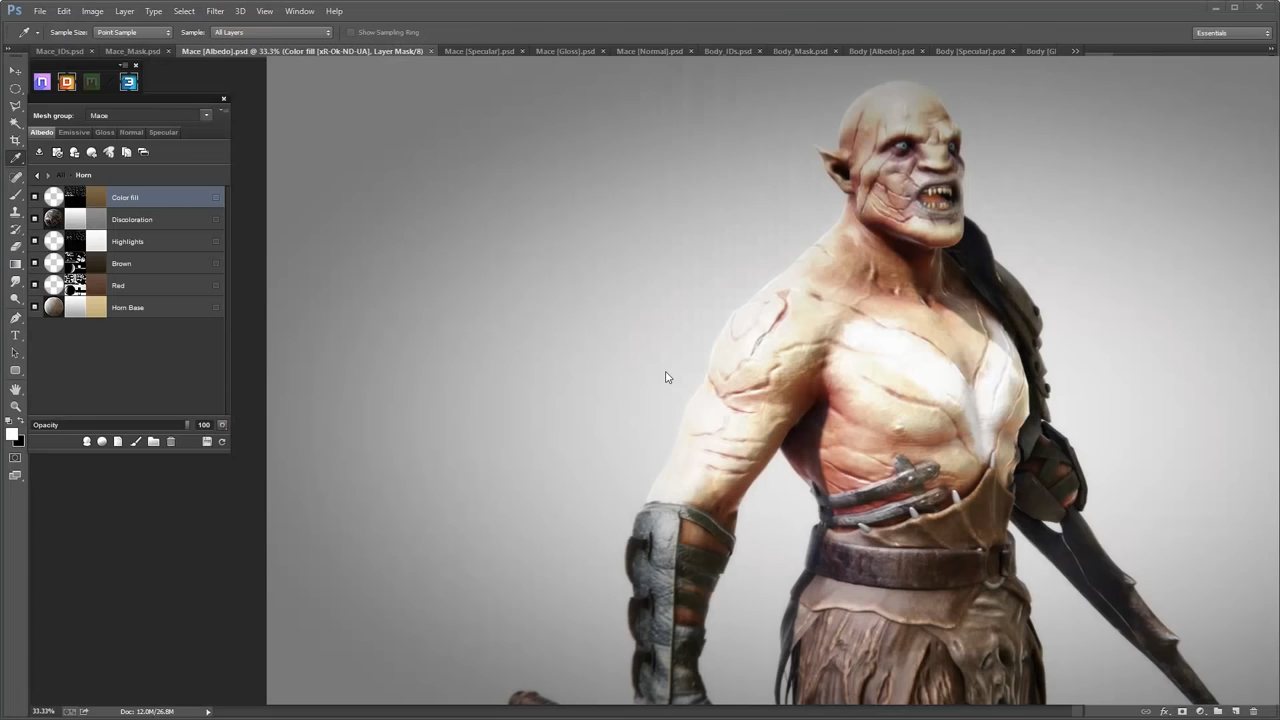 Ps File Edit Image Layer Type Select Filter 3D View Window Help
Sample Size: Point Sample Sample: All Layers Show Sampling Ring Essentials
Mace_IDs.psd × Mace_Mask.psd × Mace [Albedo].psd @ 33.3% (Color fill [xR-Ok-ND-UA], Layer Mask/8) × Mace [Specular].psd × Mace [Gloss].psd × Mace [Normal].psd × Body_IDs.psd × Body_Mask.psd × Body [Albedo].psd × Body [Specular].psd × Body [Gl
n D M 3
Mesh group: Mace
Albedo Emissive Gloss Normal Specular
All Horn
Color fill
Discoloration
Highlights
Brown
Red
Horn Base
Opacity 100
33.33% Doc: 12.0M/26.8M